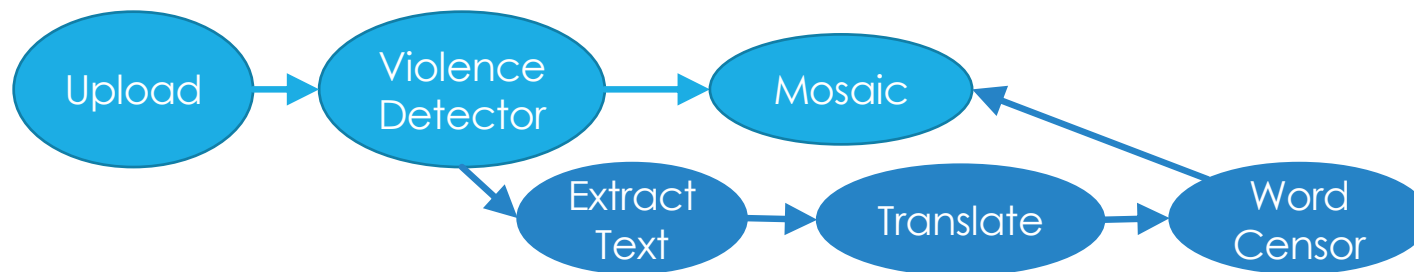 Upload
Violence
Detector
Mosaic
Extract
Text
Translate
Word
Censor